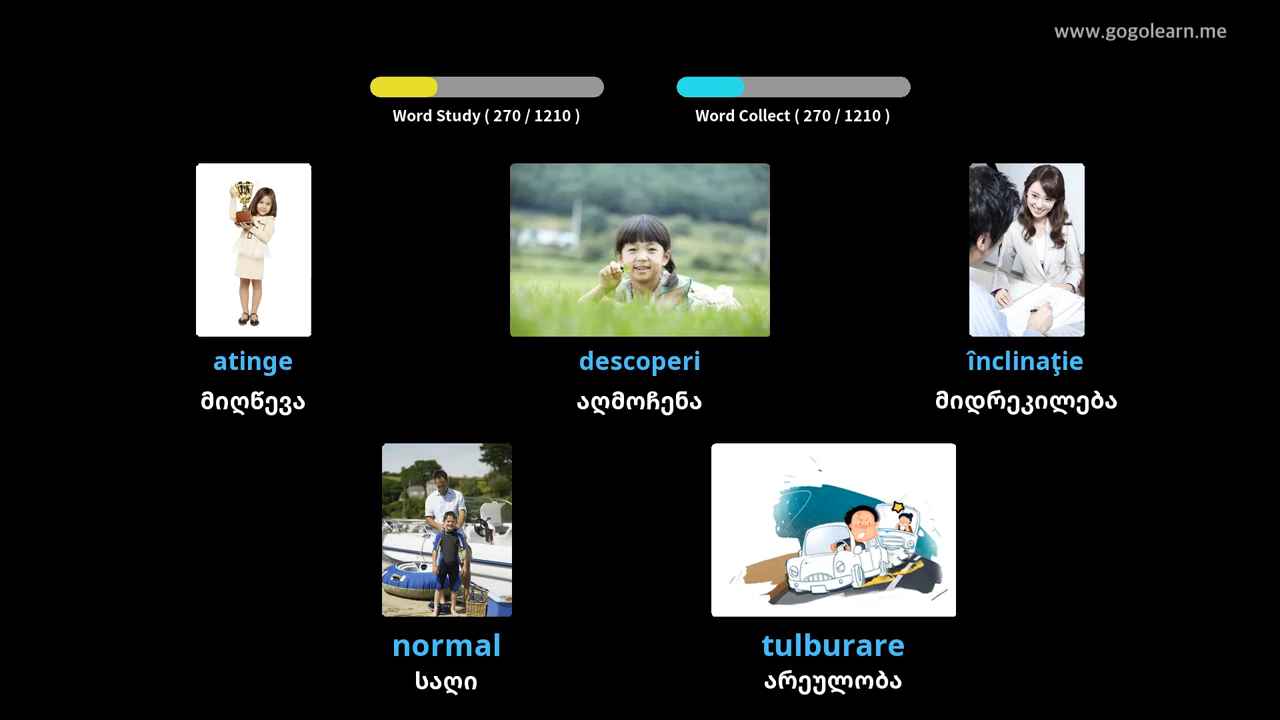 www.gogolearn.me
Word Study ( 270 / 1210 )
Word Collect ( 270 / 1210 )
atinge
descoperi
înclinaţie
მიღწევა
აღმოჩენა
მიდრეკილება
normal
tulburare
საღი
არეულობა